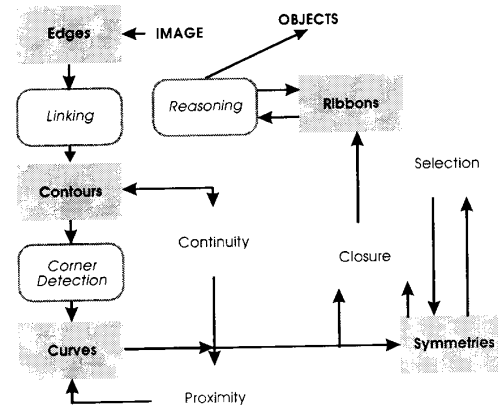 OBJECTS
Edges
IMAGE
Linking
Reasoning
Ribbons
Selection
Contours
Continuity
Closure
Corner
Detection
Curves
Symmetries
Proximity